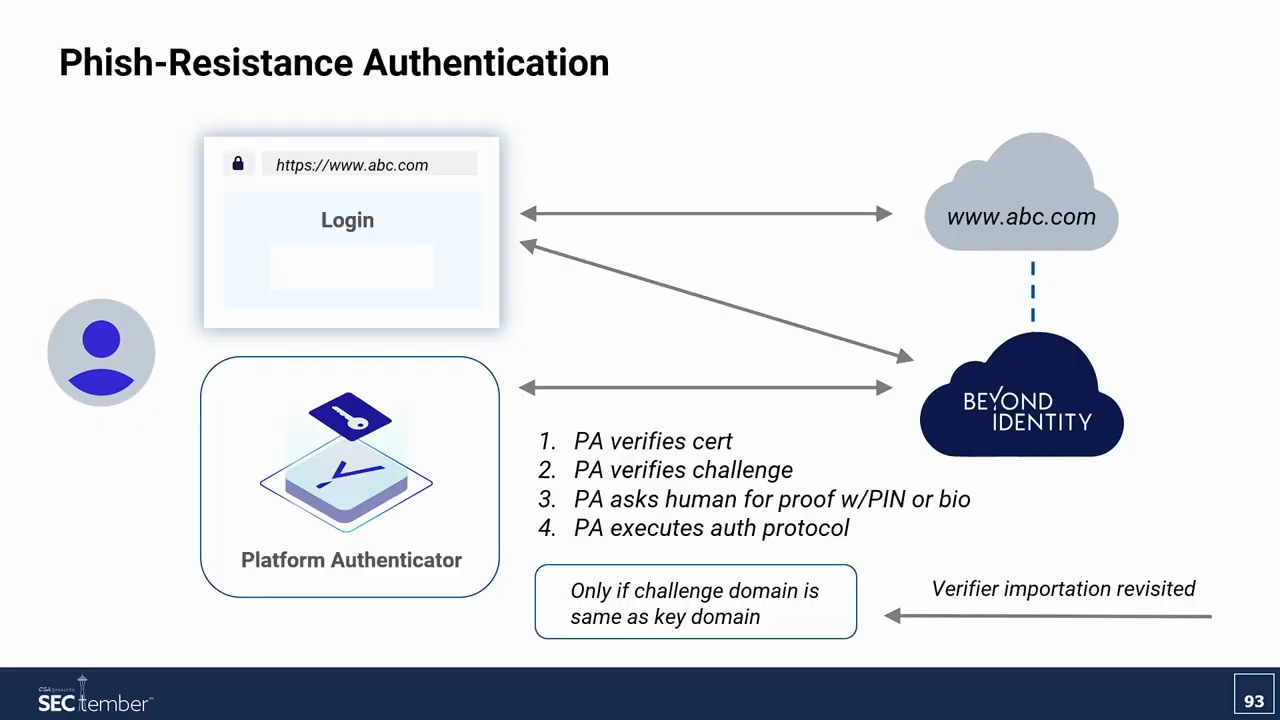 Phish-Resistance Authentication
https://www.abc.com
Login
www.abc.com
BEYOND
IDENTITY
1. PA verifies cert
2. PA verifies challenge
3. PA asks human for proof w/PIN or bio
4. PA executes auth protocol
Platform Authenticator
Only if challenge domain is
same as key domain
Verifier importation revisited
CSA presents
SECtember
93